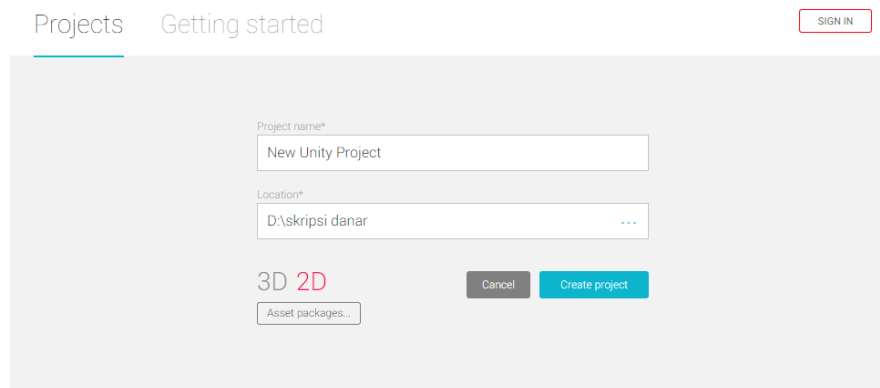 Projects Getting started SIGN IN
Project name*
New Unity Project
Location*
D:\skripsi danar ...
3D 2D Cancel Create project
Asset packages...